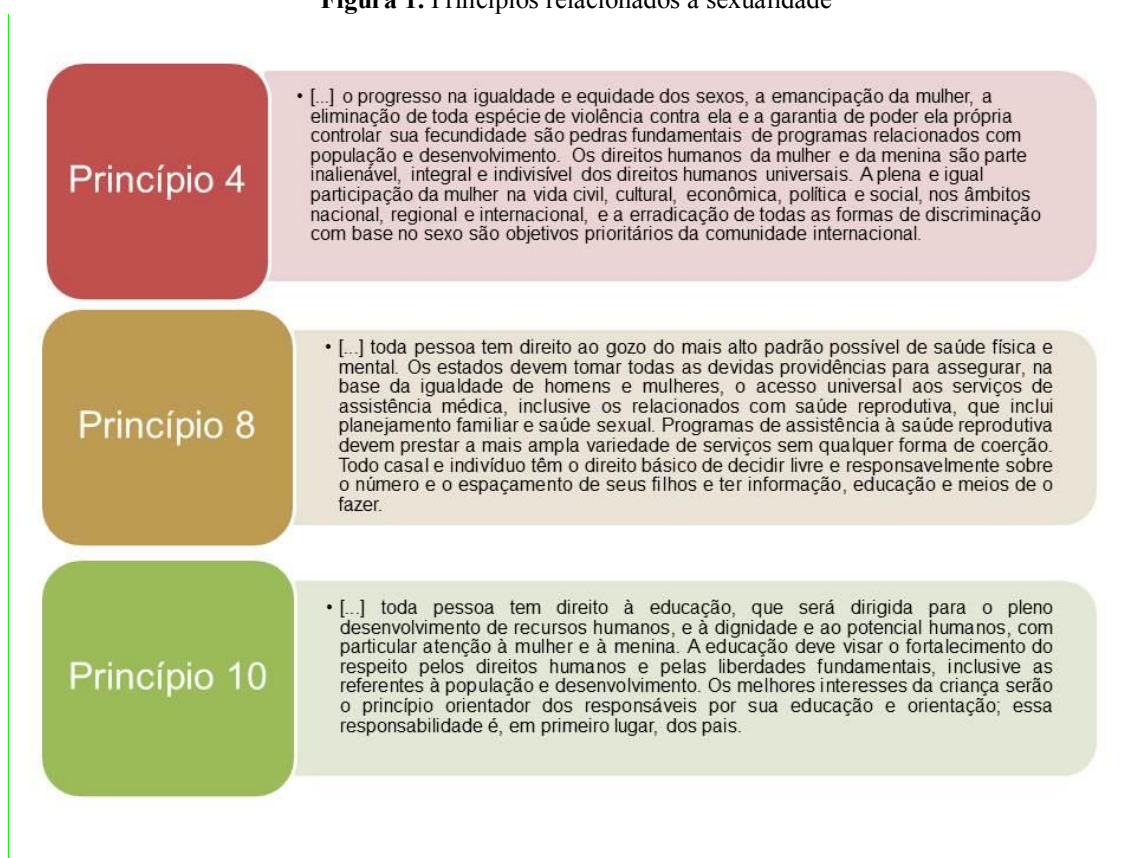 Figura 1. Princípios relacionados à sexualidade
Princípio 4
• [...] o progresso na igualdade e equidade dos sexos, a emancipação da mulher, a
eliminação de toda espécie de violência contra ela e a garantia de poder ela própria
controlar sua fecundidade são pedras fundamentais de programas relacionados com
população e desenvolvimento. Os direitos humanos da mulher e da menina são parte
inalienável, integral e indivisível dos direitos humanos universais. A plena e igual
participação da mulher na vida civil, cultural, econômica, política e social, nos âmbitos
nacional, regional e internacional, e a erradicação de todas as formas de discriminação
com base no sexo são objetivos prioritários da comunidade internacional.
Princípio 8
• [...] toda pessoa tem direito ao gozo do mais alto padrão possível de saúde física e
mental. Os estados devem tomar todas as devidas providências para assegurar, na
base da igualdade de homens e mulheres, o acesso universal aos serviços de
assistência médica, inclusive os relacionados com saúde reprodutiva, que inclui
planejamento familiar e saúde sexual. Programas de assistência à saúde reprodutiva
devem prestar a mais ampla variedade de serviços sem qualquer forma de coerção.
Todo casal e indivíduo têm o direito básico de decidir livre e responsavelmente sobre
o número e o espaçamento de seus filhos e ter informação, educação e meios de o
fazer.
Princípio 10
• [...] toda pessoa tem direito à educação, que será dirigida para o pleno
desenvolvimento de recursos humanos, e à dignidade e ao potencial humanos, com
particular atenção à mulher e à menina. A educação deve visar o fortalecimento do
respeito pelos direitos humanos e pelas liberdades fundamentais, inclusive as
referentes à população e desenvolvimento. Os melhores interesses da criança serão
o princípio orientador dos responsáveis por sua educação e orientação; essa
responsabilidade é, em primeiro lugar, dos pais.